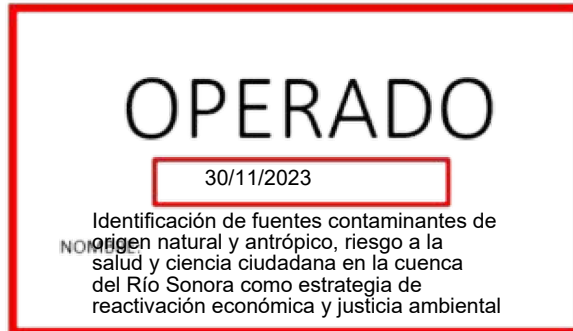 OPERADO
30/11/2023
Identificación de fuentes contaminantes de
NOMBRE: origen natural y antrópico, riesgo a la
salud y ciencia ciudadana en la cuenca
del Río Sonora como estrategia de
reactivación económica y justicia ambiental